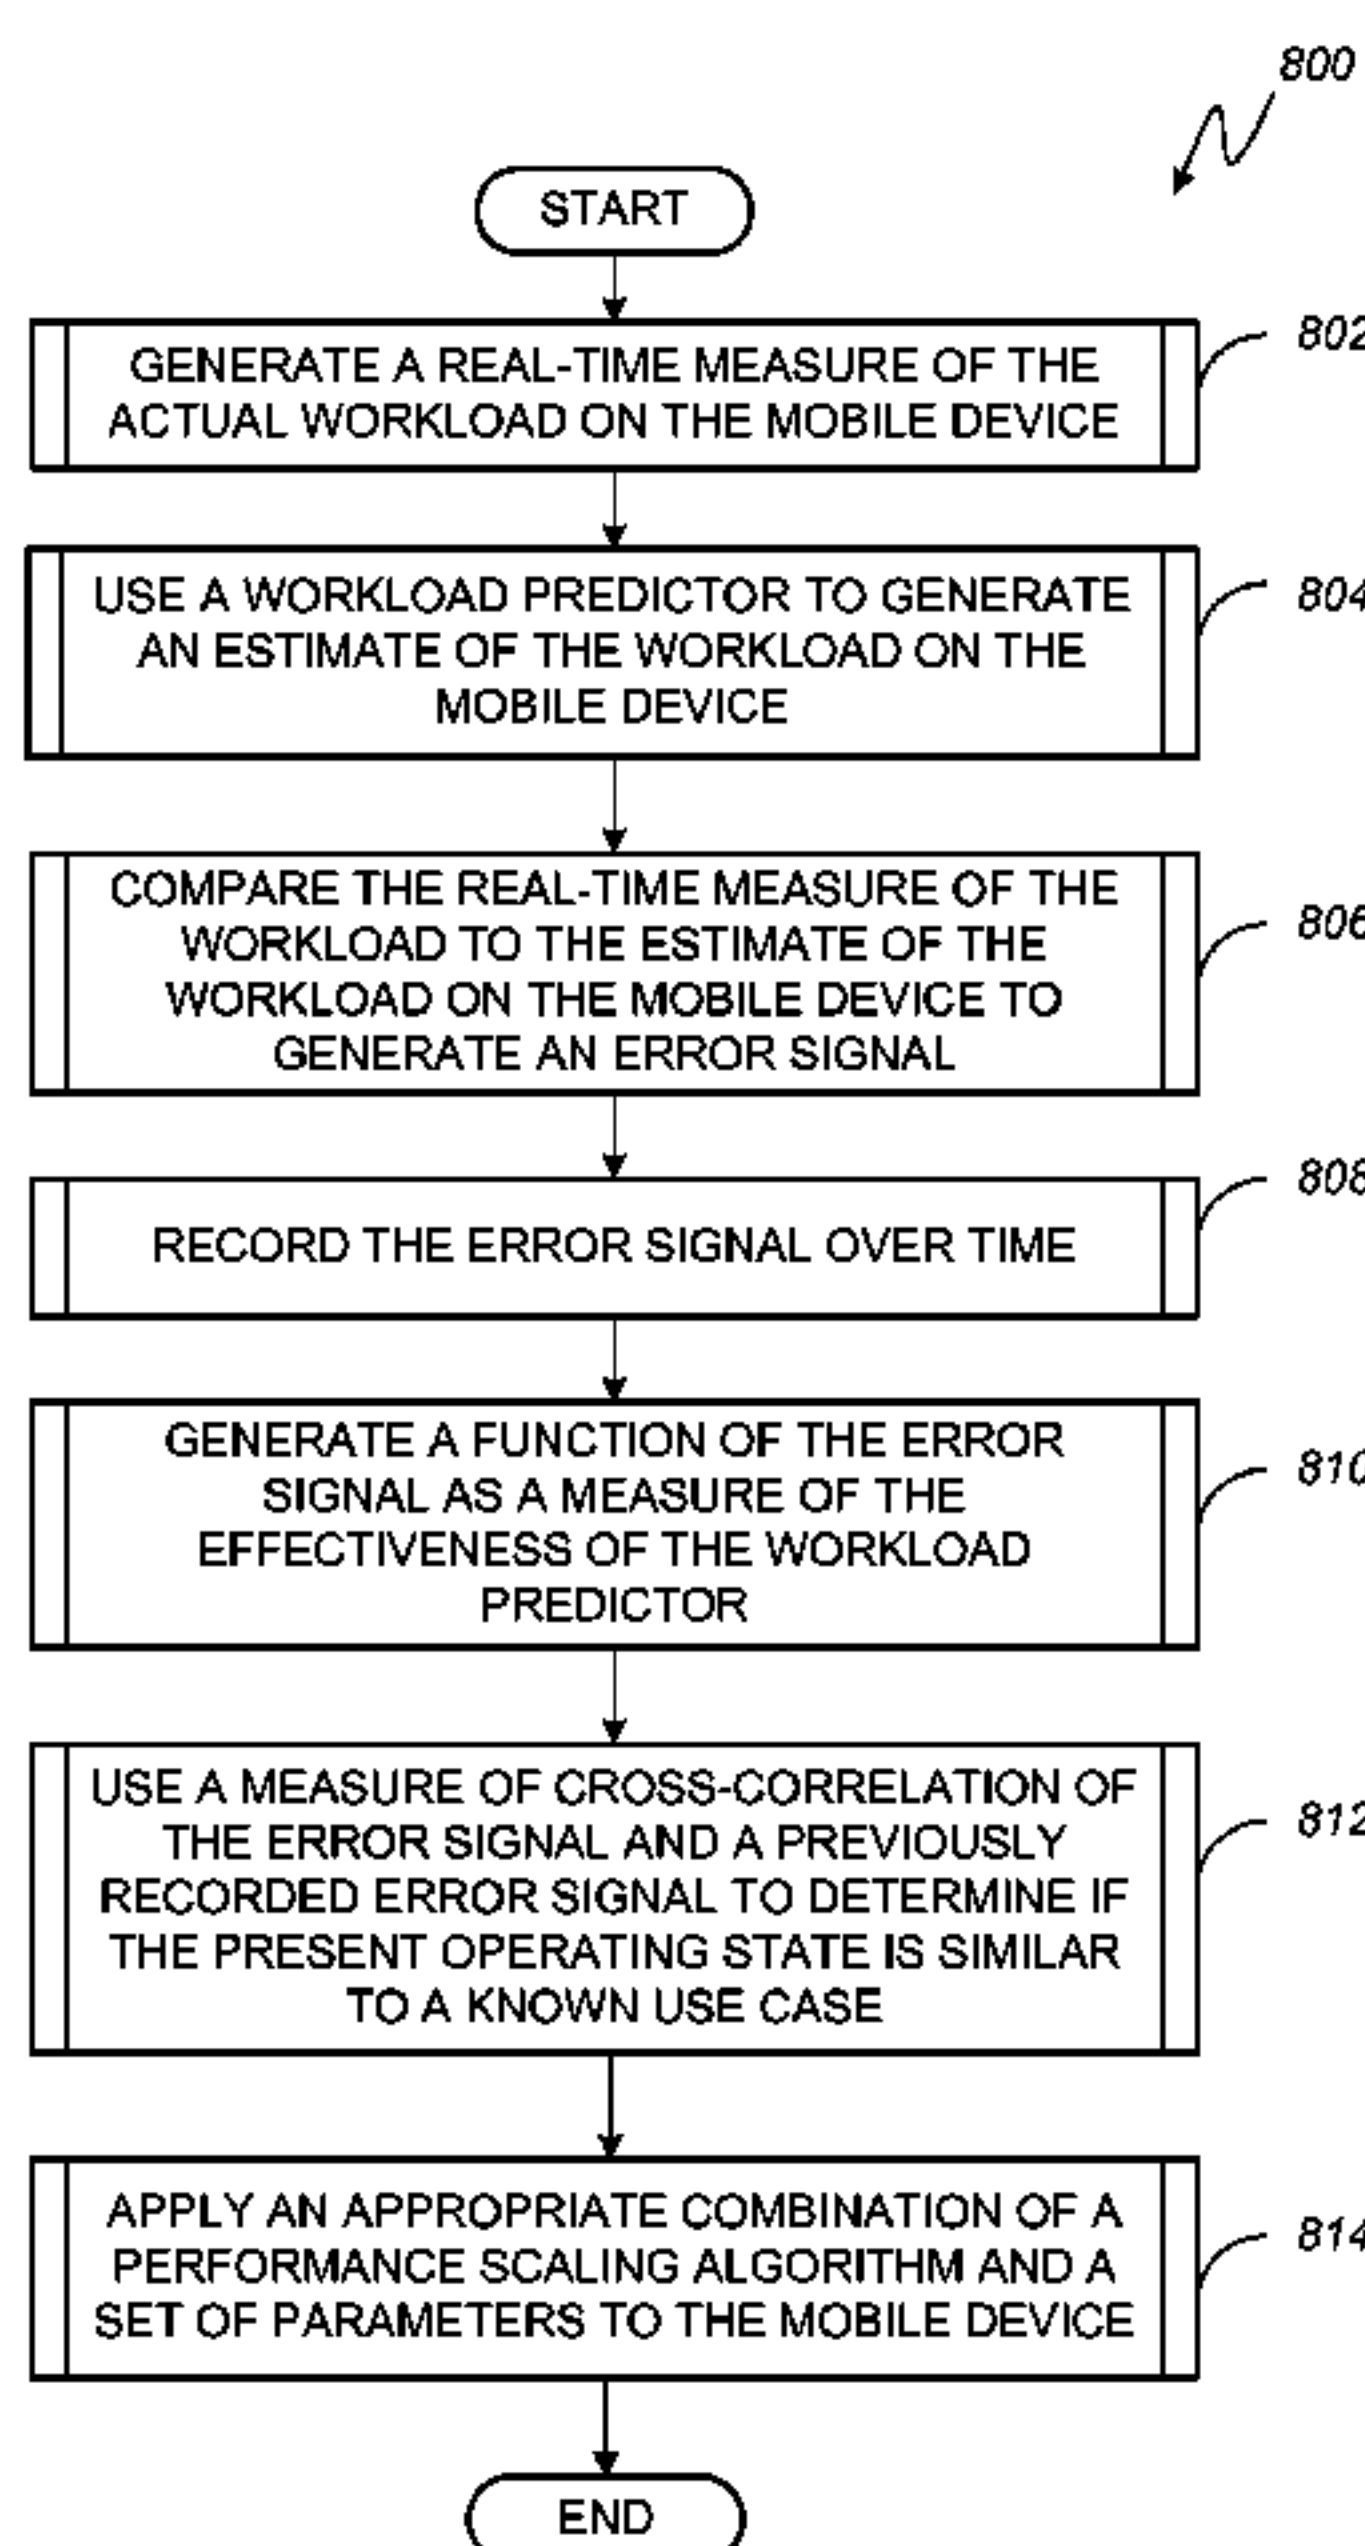 800
START
GENERATE A REAL-TIME MEASURE OF THE
ACTUAL WORKLOAD ON THE MOBILE DEVICE
802
USE A WORKLOAD PREDICTOR TO GENERATE
AN ESTIMATE OF THE WORKLOAD ON THE
MOBILE DEVICE
804
COMPARE THE REAL-TIME MEASURE OF THE
WORKLOAD TO THE ESTIMATE OF THE
WORKLOAD ON THE MOBILE DEVICE TO
GENERATE AN ERROR SIGNAL
806
RECORD THE ERROR SIGNAL OVER TIME
808
GENERATE A FUNCTION OF THE ERROR
SIGNAL AS A MEASURE OF THE
EFFECTIVENESS OF THE WORKLOAD
PREDICTOR
810
USE A MEASURE OF CROSS-CORRELATION OF
THE ERROR SIGNAL AND A PREVIOUSLY
RECORDED ERROR SIGNAL TO DETERMINE IF
THE PRESENT OPERATING STATE IS SIMILAR
TO A KNOWN USE CASE
812
APPLY AN APPROPRIATE COMBINATION OF A
PERFORMANCE SCALING ALGORITHM AND A
SET OF PARAMETERS TO THE MOBILE DEVICE
814
END